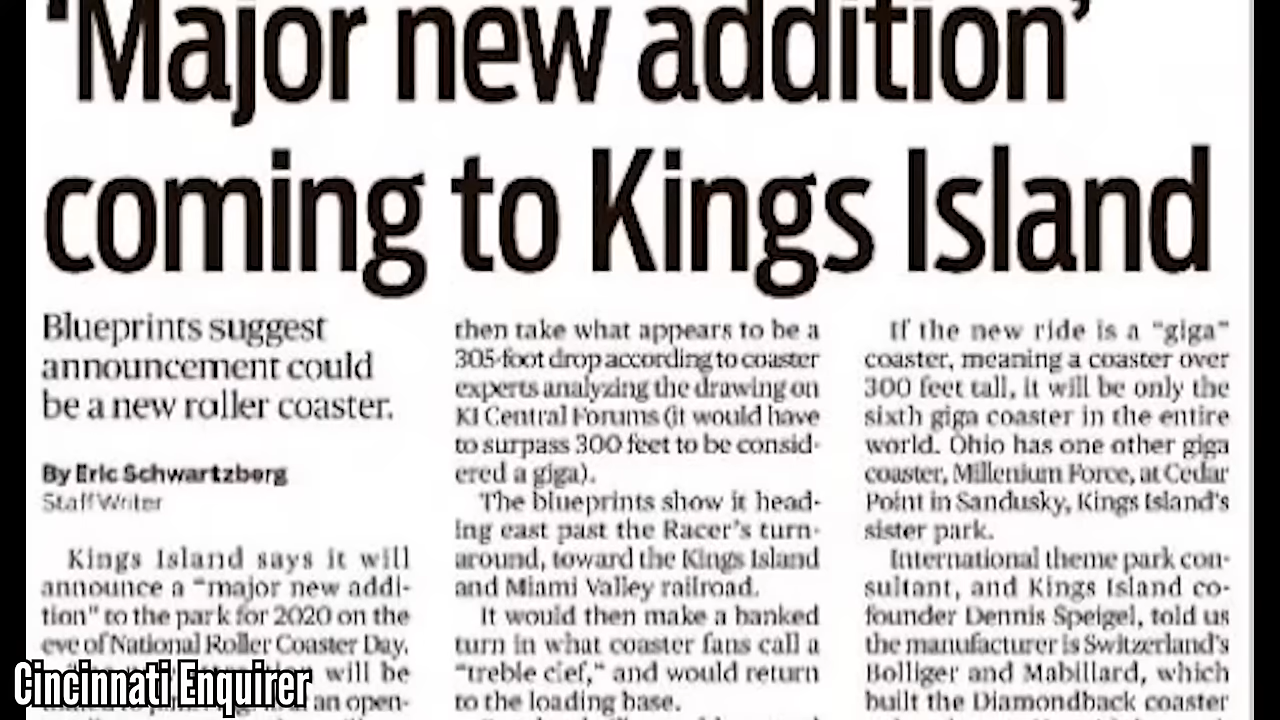 ‘Major new addition’
coming to Kings Island
Blueprints suggest
announcement could
be a new roller coaster.
By Eric Schwartzberg
Staff Writer
Kings Island says it will
announce a “major new addi-
tion” to the park for 2020 on the
eve of National Roller Coaster Day.
will be
an open-
then take what appears to be a
305-foot drop according to coaster
experts analyzing the drawing on
KI Central Forums (it would have
to surpass 300 feet to be consid-
ered a giga).
The blueprints show it head-
ing east past the Racer’s turn-
around, toward the Kings Island
and Miami Valley railroad.
It would then make a banked
turn in what coaster fans call a
“treble clef,” and would return
to the loading base.
If the new ride is a “giga”
coaster, meaning a coaster over
300 feet tall, it will be only the
sixth giga coaster in the entire
world. Ohio has one other giga
coaster, Millenium Force, at Cedar
Point in Sandusky, Kings Island’s
sister park.
International theme park con-
sultant, and Kings Island co-
founder Dennis Speigel, told us
the manufacturer is Switzerland’s
Bolliger and Mabillard, which
built the Diamondback coaster
Cincinnati Enquirer